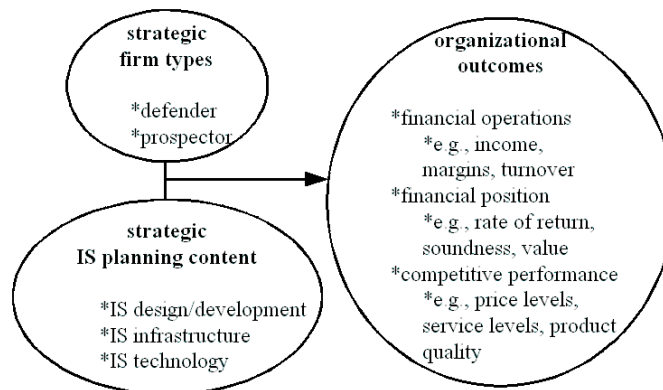 strategic
firm types
*defender
*prospector
strategic
IS planning content
*IS design/development
*IS infrastructure
*IS technology
organizational
outcomes
*financial operations
*e.g., income,
margins, turnover
*financial position
*e.g., rate of return,
soundness, value
*competitive performance
*e.g., price levels,
service levels, product
quality